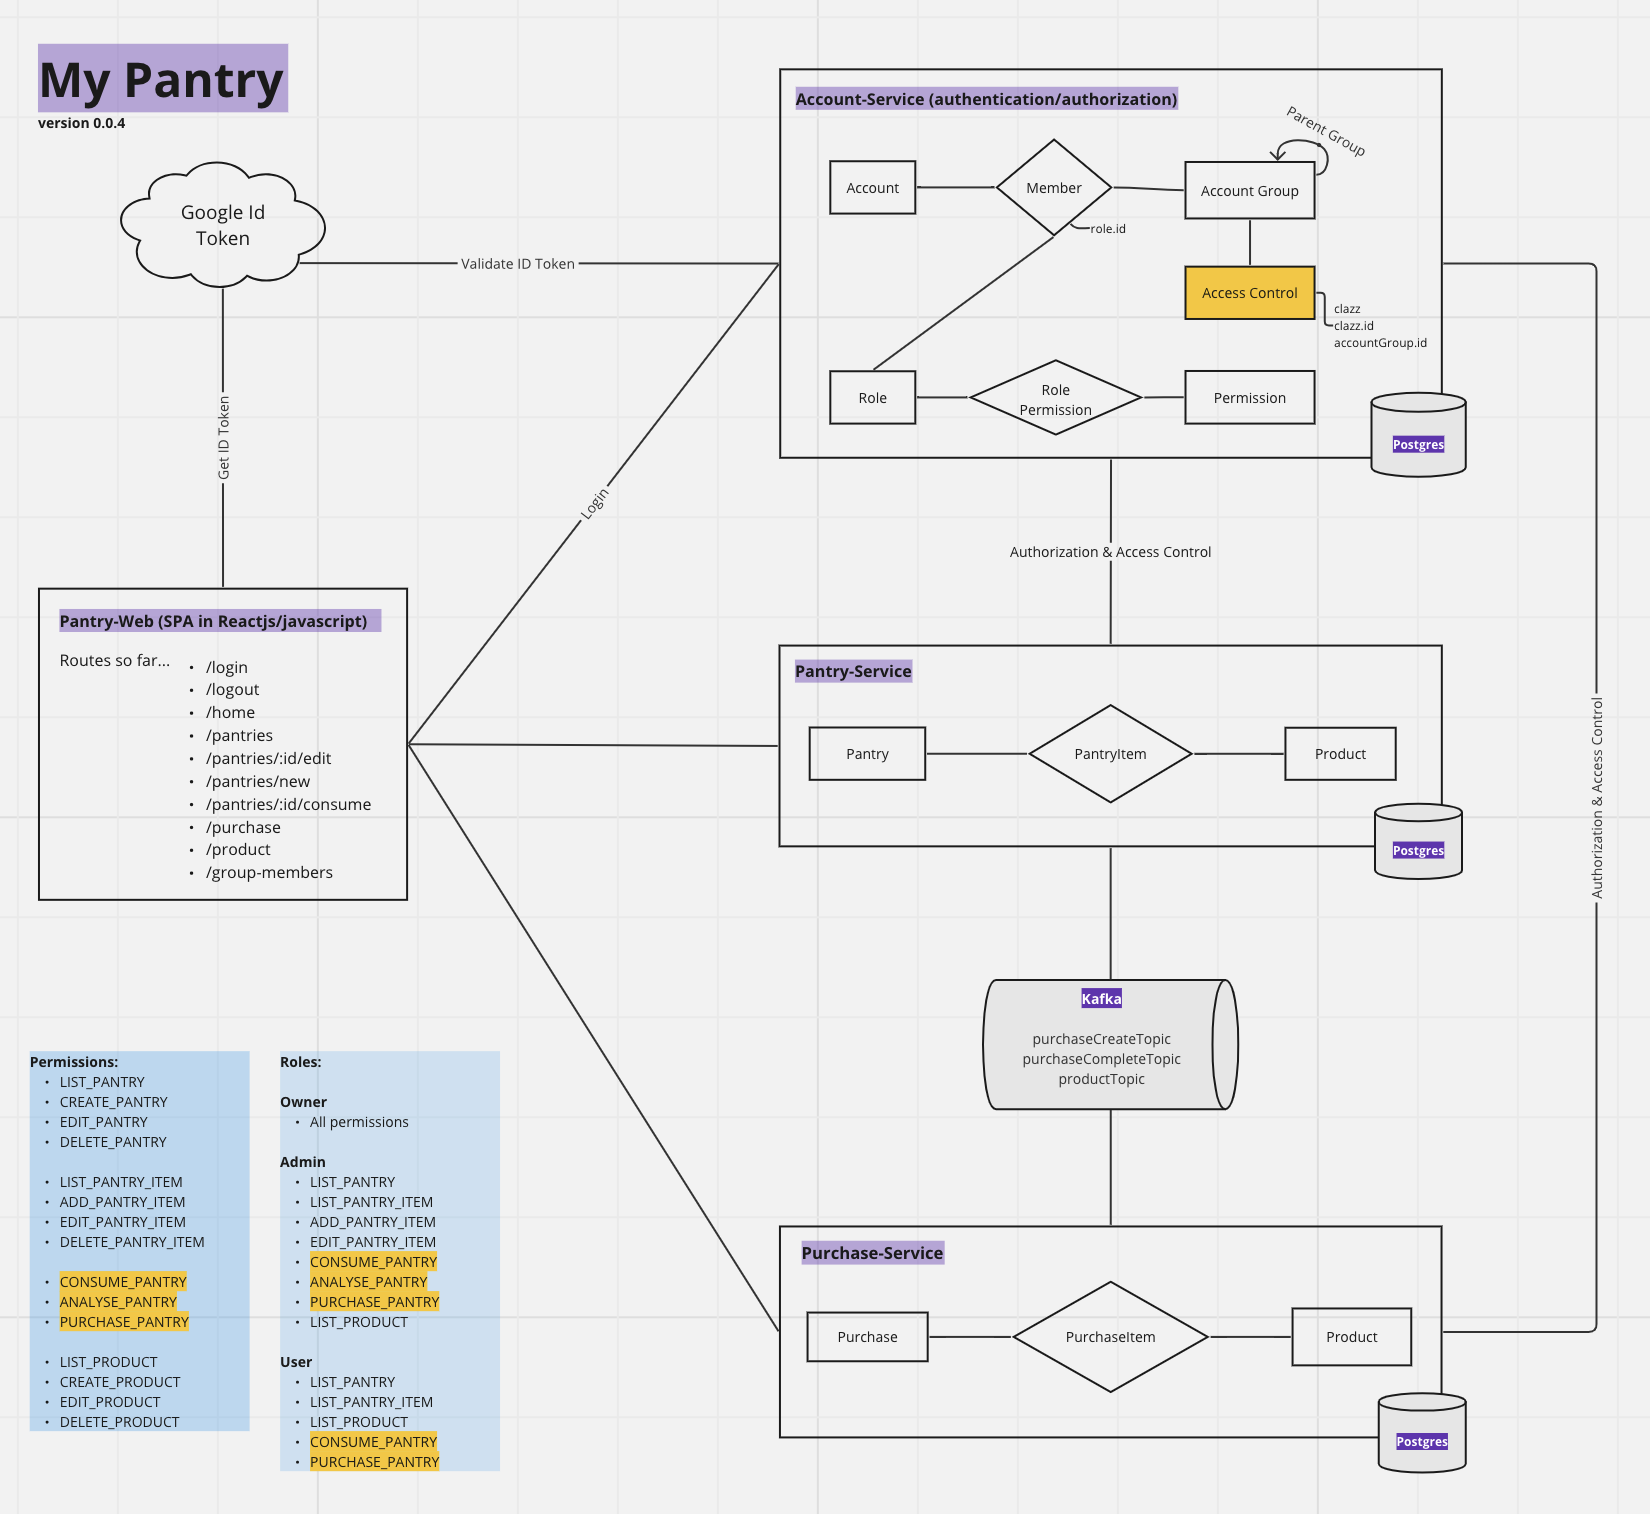 My Pantry
version 0.0.4
Google Id
Token
Validate ID Token
Get ID Token
Login
Account-Service (authentication/authorization)
Parent Group
Account
Member
Account Group
role.id
Access Control
clazz
clazz.id
accountGroup.id
Role
Role
Permission
Permission
Postgres
Authorization & Access Control
Pantry-Web (SPA in Reactjs/javascript)
Routes so far...
• /login
• /logout
• /home
• /pantries
• /pantries/:id/edit
• /pantries/new
• /pantries/:id/consume
• /purchase
• /product
• /group-members
Pantry-Service
Pantry
PantryItem
Product
Postgres
Authorization & Access Control
Kafka
purchaseCreateTopic
purchaseCompleteTopic
productTopic
Permissions:
• LIST_PANTRY
• CREATE_PANTRY
• EDIT_PANTRY
• DELETE_PANTRY
• LIST_PANTRY_ITEM
• ADD_PANTRY_ITEM
• EDIT_PANTRY_ITEM
• DELETE_PANTRY_ITEM
• CONSUME_PANTRY
• ANALYSE_PANTRY
• PURCHASE_PANTRY
• LIST_PRODUCT
• CREATE_PRODUCT
• EDIT_PRODUCT
• DELETE_PRODUCT
Roles:
Owner
• All permissions
Admin
• LIST_PANTRY
• LIST_PANTRY_ITEM
• ADD_PANTRY_ITEM
• EDIT_PANTRY_ITEM
• CONSUME_PANTRY
• ANALYSE_PANTRY
• PURCHASE_PANTRY
• LIST_PRODUCT
User
• LIST_PANTRY
• LIST_PANTRY_ITEM
• LIST_PRODUCT
• CONSUME_PANTRY
• PURCHASE_PANTRY
Purchase-Service
Purchase
PurchaseItem
Product
Postgres